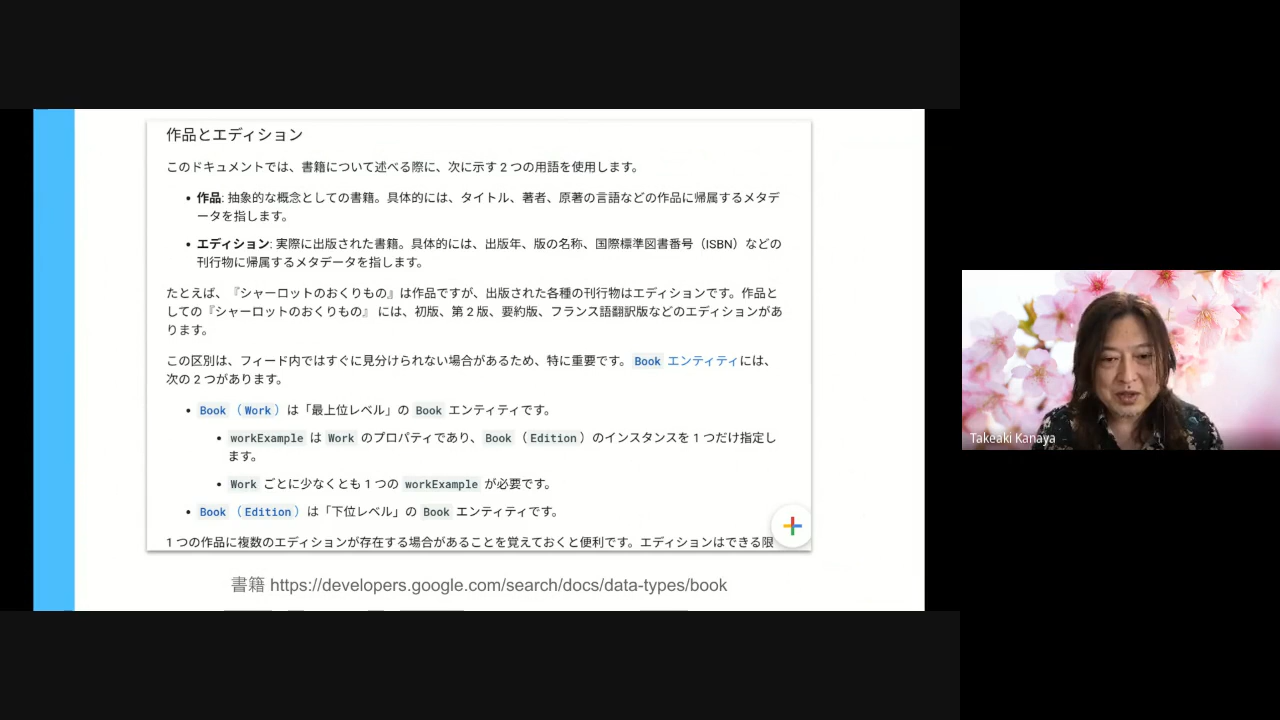 作品とエディション
このドキュメントでは、書籍について述べる際に、次に示す 2 つの用語を使用します。
• 作品: 抽象的な概念としての書籍。具体的には、タイトル、著者、原著の言語などの作品に帰属するメタデ
ータを指します。
• エディション: 実際に出版された書籍。具体的には、出版年、版の名称、国際標準図書番号（ISBN）などの
刊行物に帰属するメタデータを指します。
たとえば、『シャーロットのおくりもの』は作品ですが、出版された各種の刊行物はエディションです。作品と
しての『シャーロットのおくりもの』 には、初版、第 2 版、要約版、フランス語翻訳版などのエディションがあ
ります。
この区別は、フィード内ではすぐに見分けられない場合があるため、特に重要です。Book エンティティには、
次の 2 つがあります。
• Book（Work）は「最上位レベル」の Book エンティティです。
• workExample は Work のプロパティであり、Book（Edition）のインスタンスを 1 つだけ指定し
ます。
• Work ごとに少なくとも 1 つの workExample が必要です。
• Book（Edition）は「下位レベル」の Book エンティティです。
1 つの作品に複数のエディションが存在する場合があることを覚えておくと便利です。エディションはできる限
書籍 https://developers.google.com/search/docs/data-types/book
Takeaki Kanaya